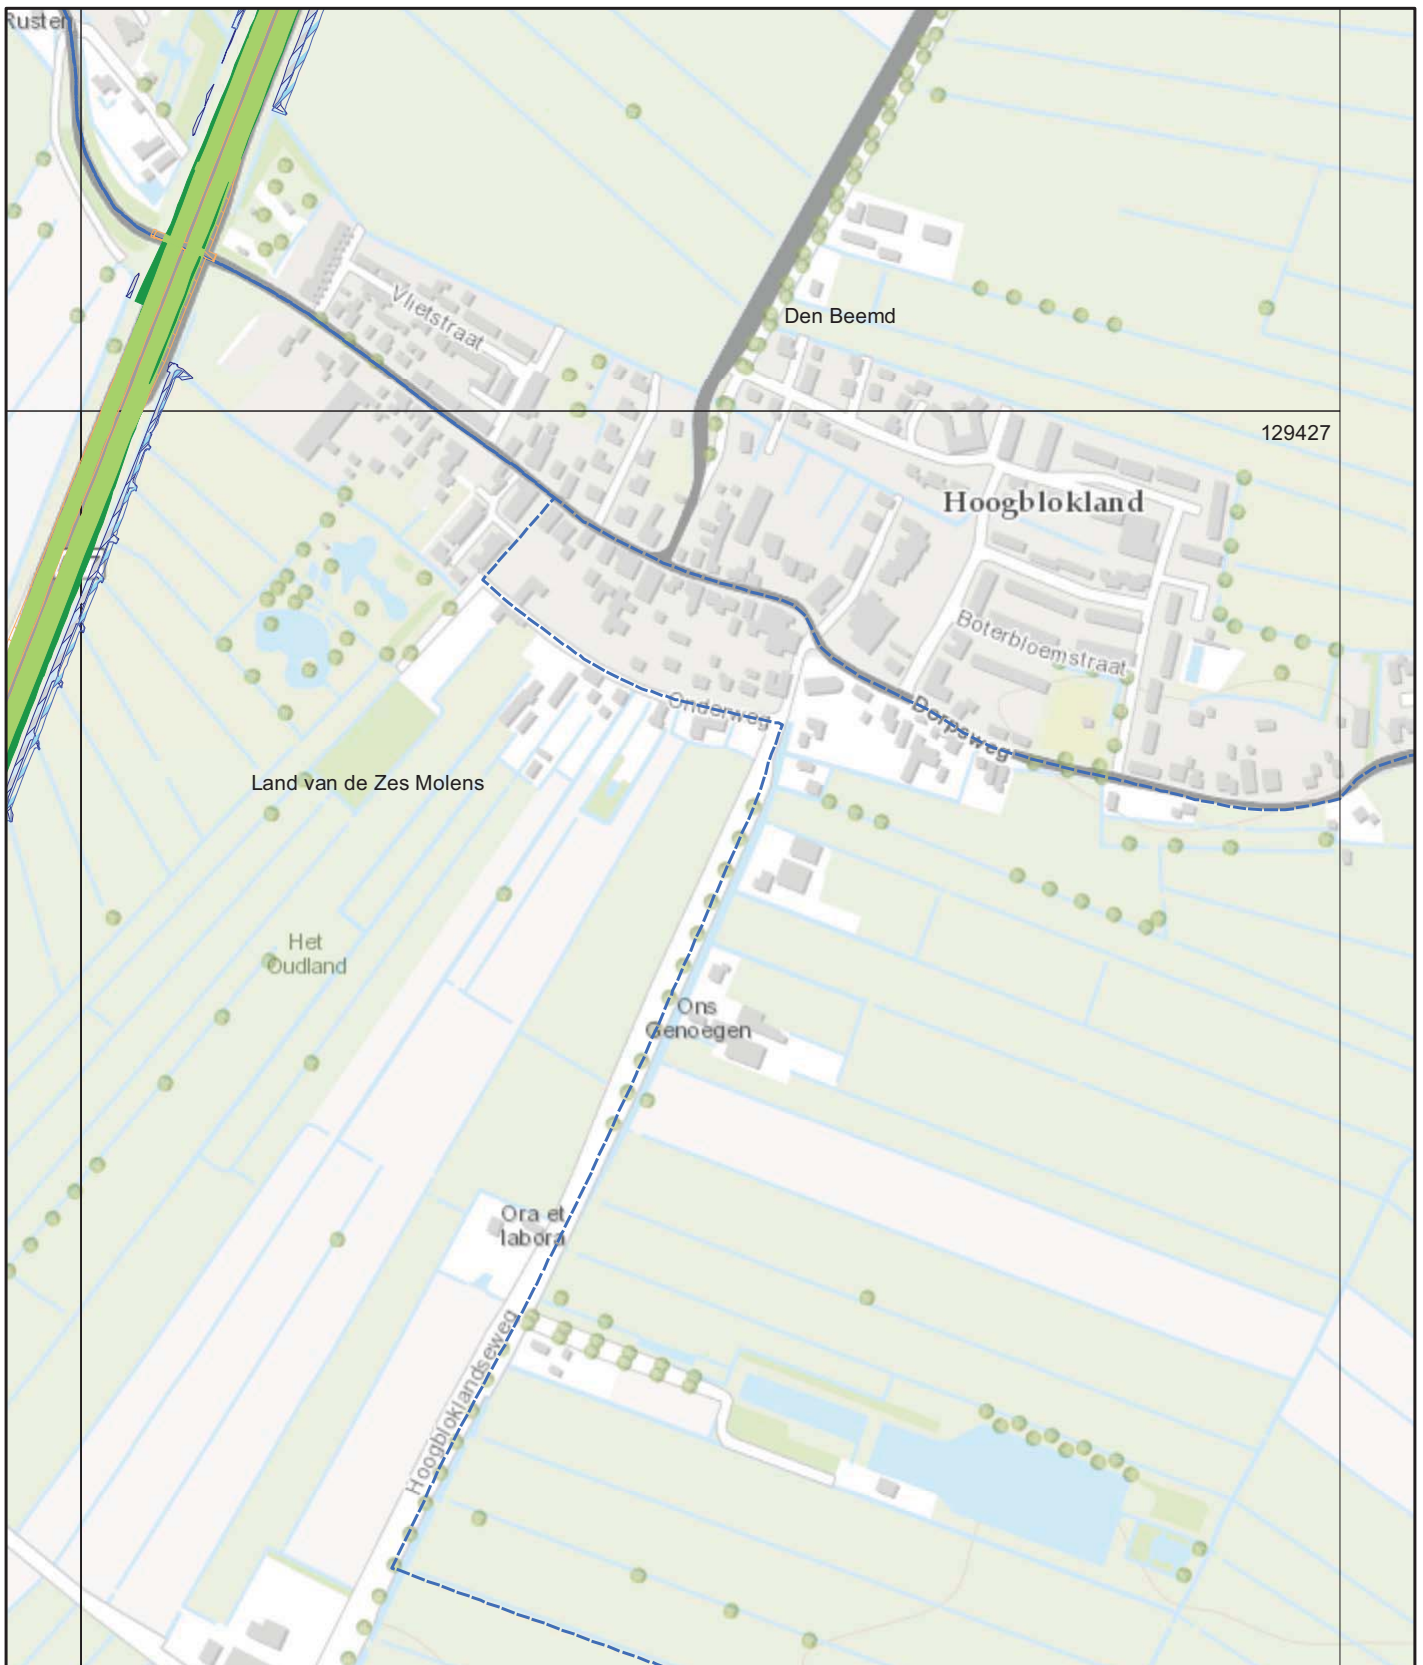 Rusten
Vlietstraat
Den Beemd
129427
Hoogblokland
Boterbloemstraat
Onderweg
Dorpsweg
Land van de Zes Molens
Het
Oudland
Ons
Genoegen
Ora et
labora
Hoogbloklandseweg